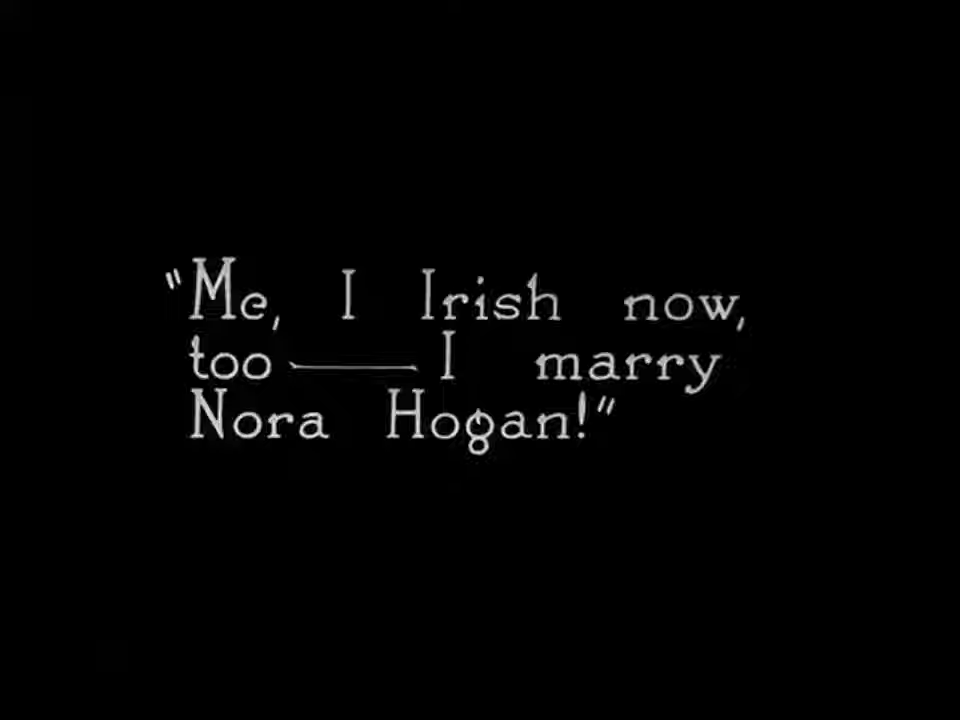 "Me, I Irish now,
too — I marry
Nora Hogan!"